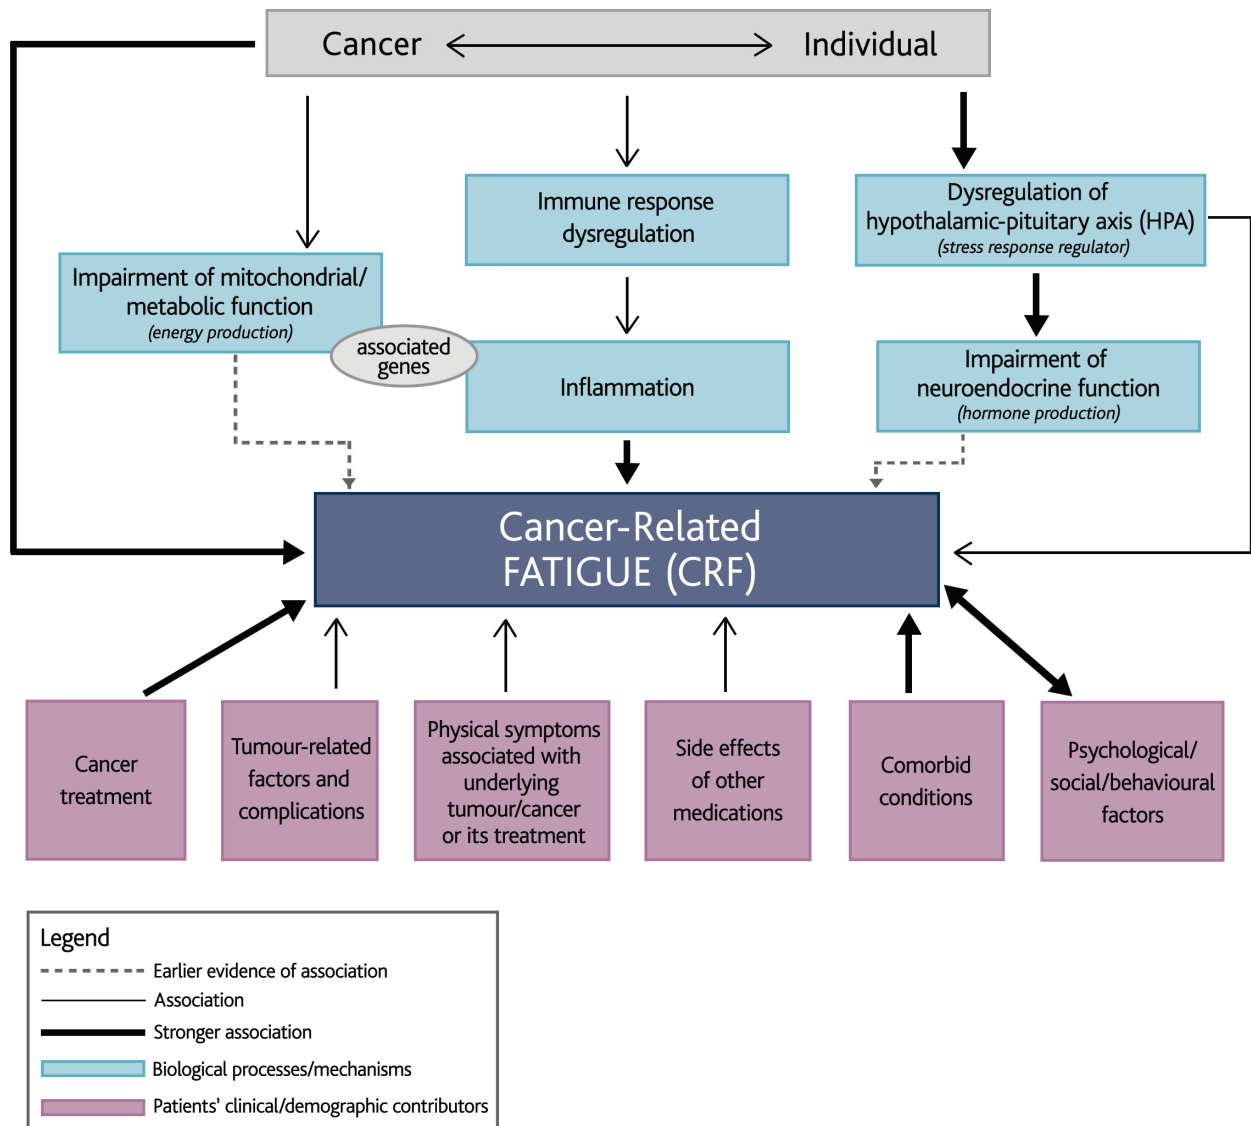 Cancer
Individual
Immune response
dysregulation
Dysregulation of
hypothalamic-pituitary axis (HPA)
(stress response regulator)
Impairment of mitochondrial/
metabolic function
(energy production)
associated
genes
Inflammation
Impairment of
neuroendocrine function
(hormone production)
Cancer-Related
FATIGUE (CRF)
Cancer
treatment
Tumour-related
factors and
complications
Physical symptoms
associated with
underlying
tumour/cancer
or its treatment
Side effects
of other
medications
Comorbid
conditions
Psychological/
social/behavioural
factors
Legend
Earlier evidence of association
Association
Stronger association
Biological processes/mechanisms
Patients' clinical/demographic contributors